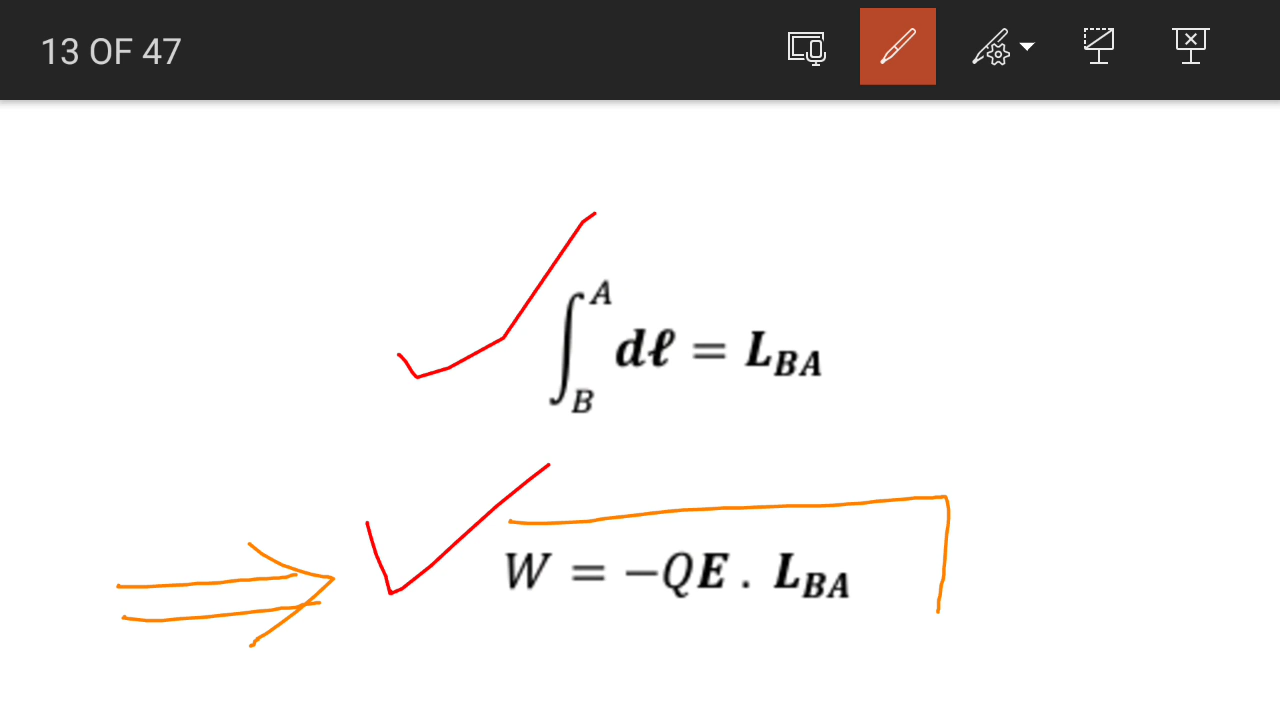 13 OF 47
∫_B^A dℓ = L_BA
W = −QE . L_BA